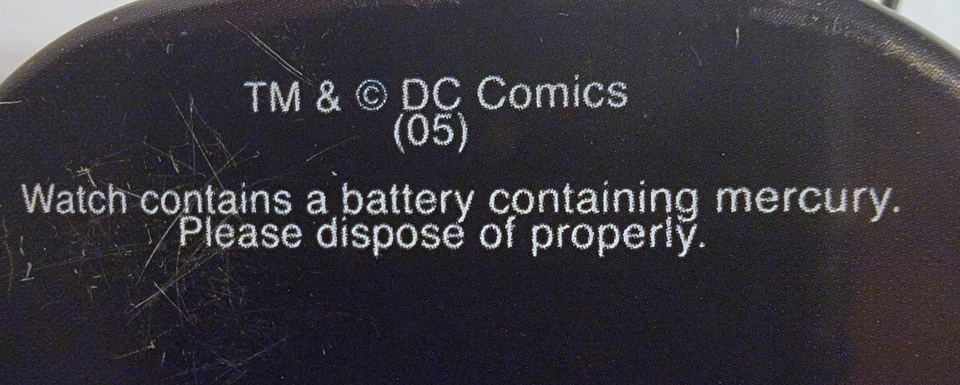 TM & © DC Comics
(05)
Watch contains a battery containing mercury.
Please dispose of properly.